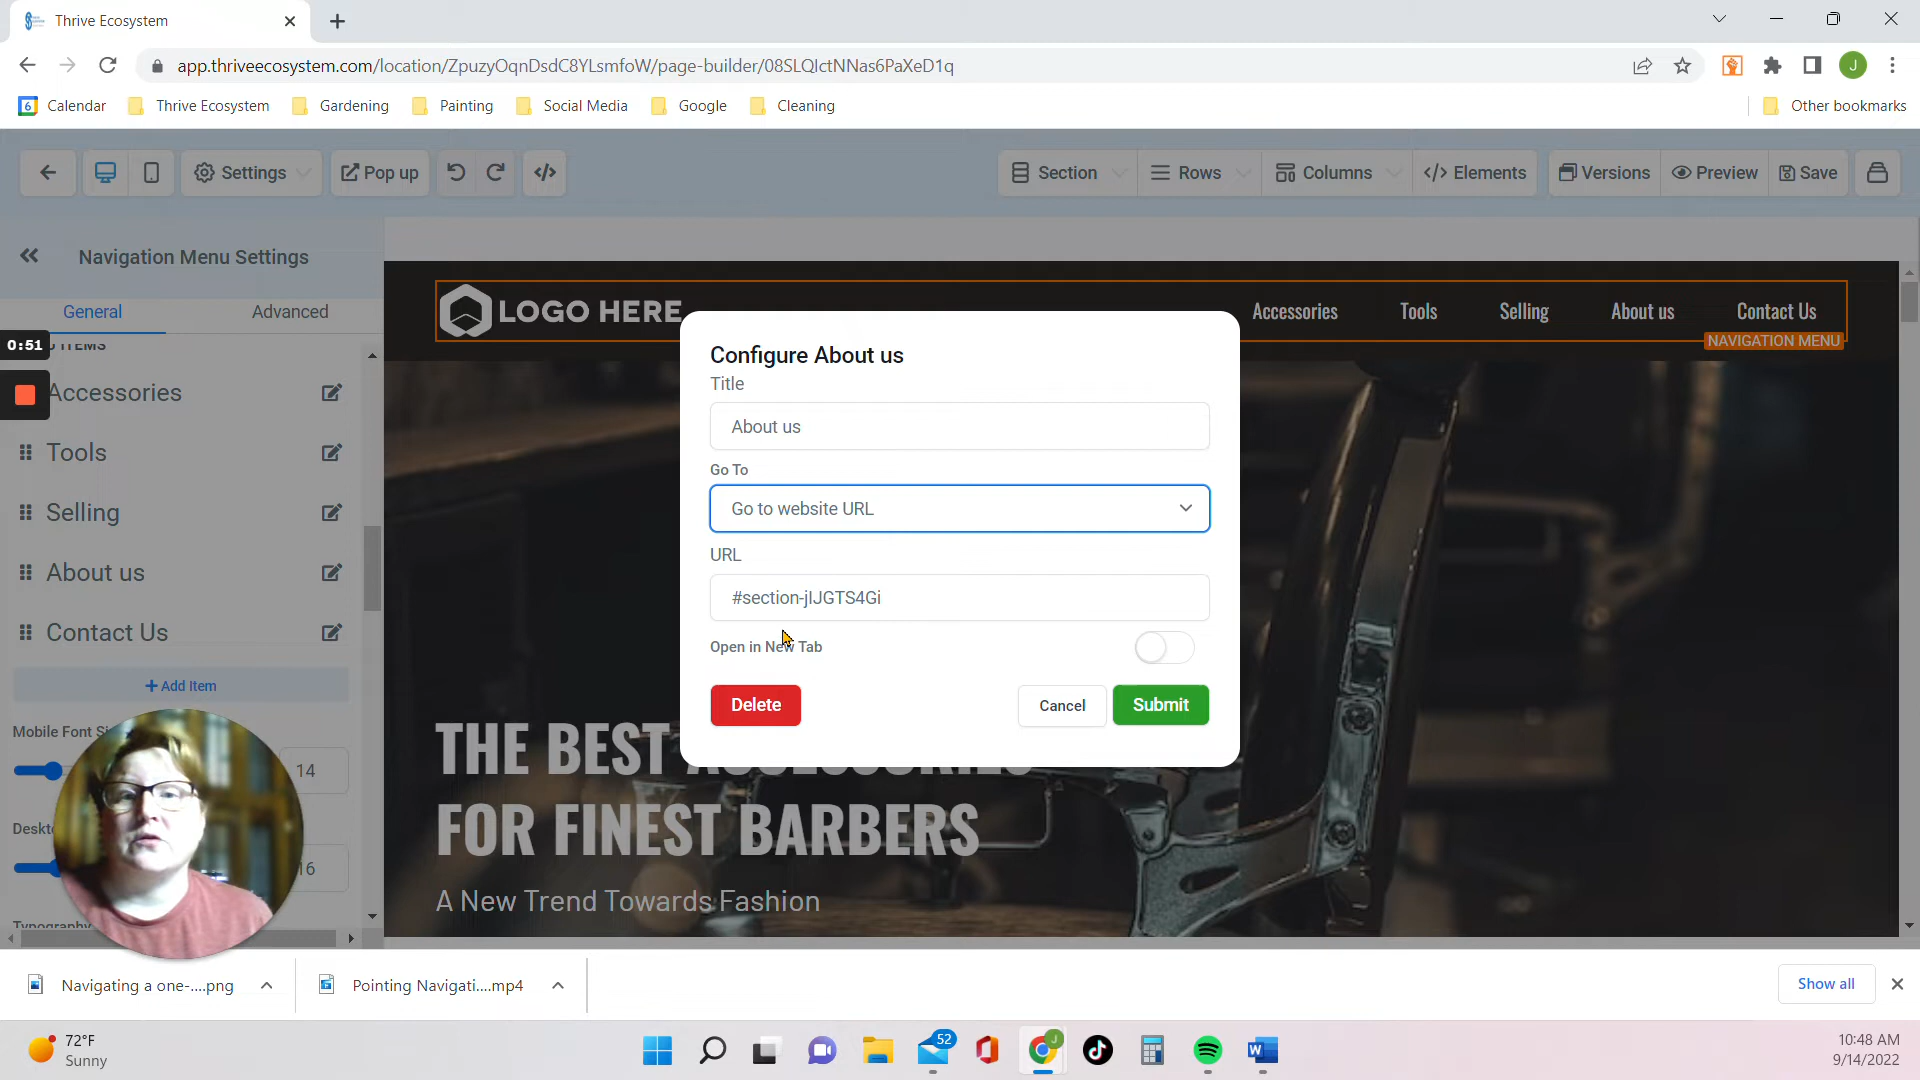 Thrive Ecosystem
app.thriveecosystem.com/location/ZpuzyOqnDsdC8YLsmfoW/page-builder/08SLQIctNNas6PaXeD1q
J
6 Calendar Thrive Ecosystem Gardening Painting Social Media Google Cleaning Other bookmarks
Settings Pop up Section Rows Columns Elements Versions Preview Save
Navigation Menu Settings
General Advanced
LOGO HERE Accessories Tools Selling About us Contact Us
NAVIGATION MENU
0:51
Accessories
Tools
Selling
About us
Contact Us
+ Add Item
Mobile Font
14
16
Typography
Configure About us
Title
About us
Go To
Go to website URL
URL
#section-jIJGTS4Gi
Open in New Tab
Delete Cancel Submit
THE BEST
FOR FINEST BARBERS
A New Trend Towards Fashion
Navigating a one-....png Pointing Navigati....mp4 Show all
72°F
Sunny
52
J
10:48 AM
9/14/2022